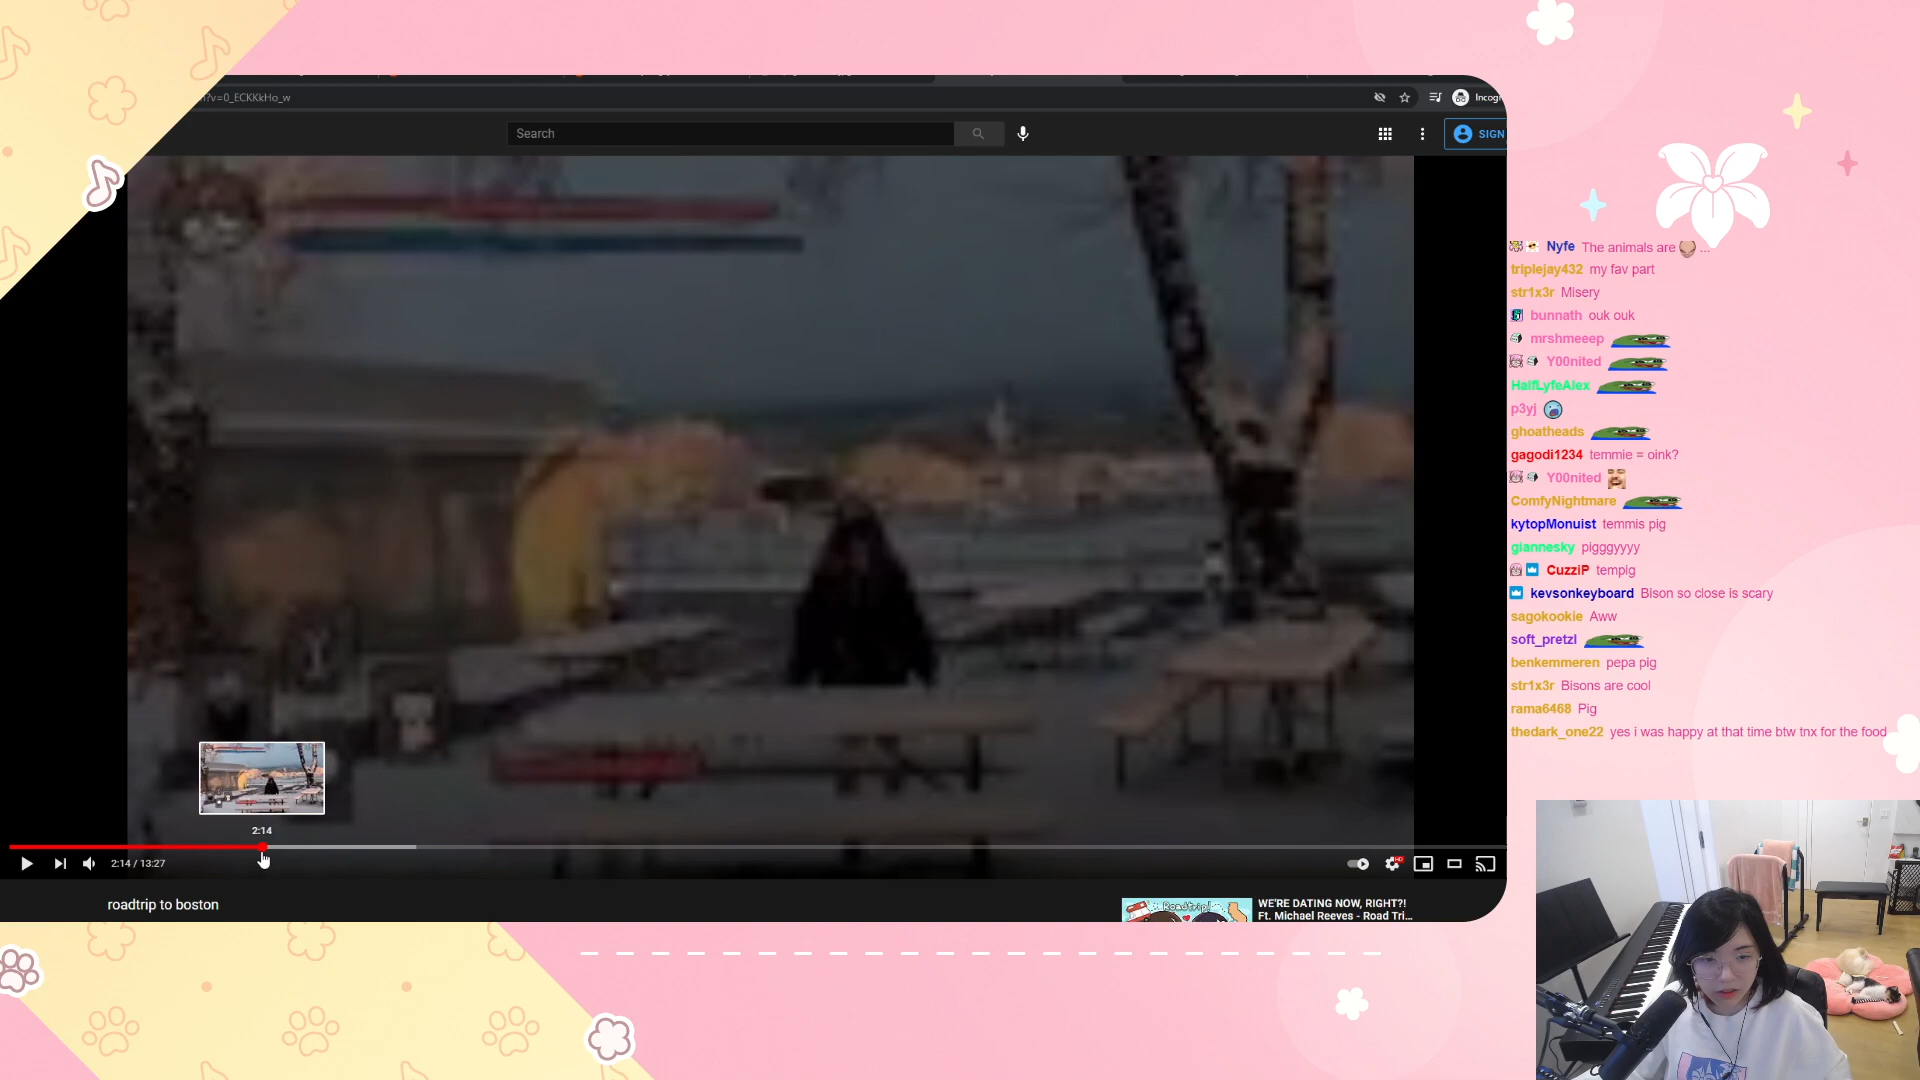 ?v=0_ECKKkHo_w
Search
SIGN
Nyfe The animals are ...
triplejay432 my fav part
str1x3r Misery
bunnath ouk ouk
mrshmeeep
Y00nited
HalfLyfeAlex
p3yj
ghoatheads
gagodi1234 temmie = oink?
Y00nited
ComfyNightmare
kytopMonuist temmis pig
giannesky pigggyyyy
CuzziP tempig
kevsonkeyboard Bison so close is scary
sagokookie Aww
soft_pretzl
benkemmeren pepa pig
str1x3r Bisons are cool
rama6468 Pig
thedark_one22 yes i was happy at that time btw tnx for the food
2:14
2:14 / 13:27
HD
roadtrip to boston
Roadtrip!
WE'RE DATING NOW, RIGHT?!
Ft. Michael Reeves - Road Tri...